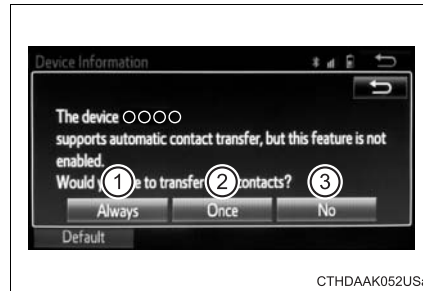 Device Information
The device ○○○○
supports automatic contact transfer, but this feature is not
enabled.
Would y to transfer contacts?
1 2 3
Always Once No
Default
CTHDAAK052USa